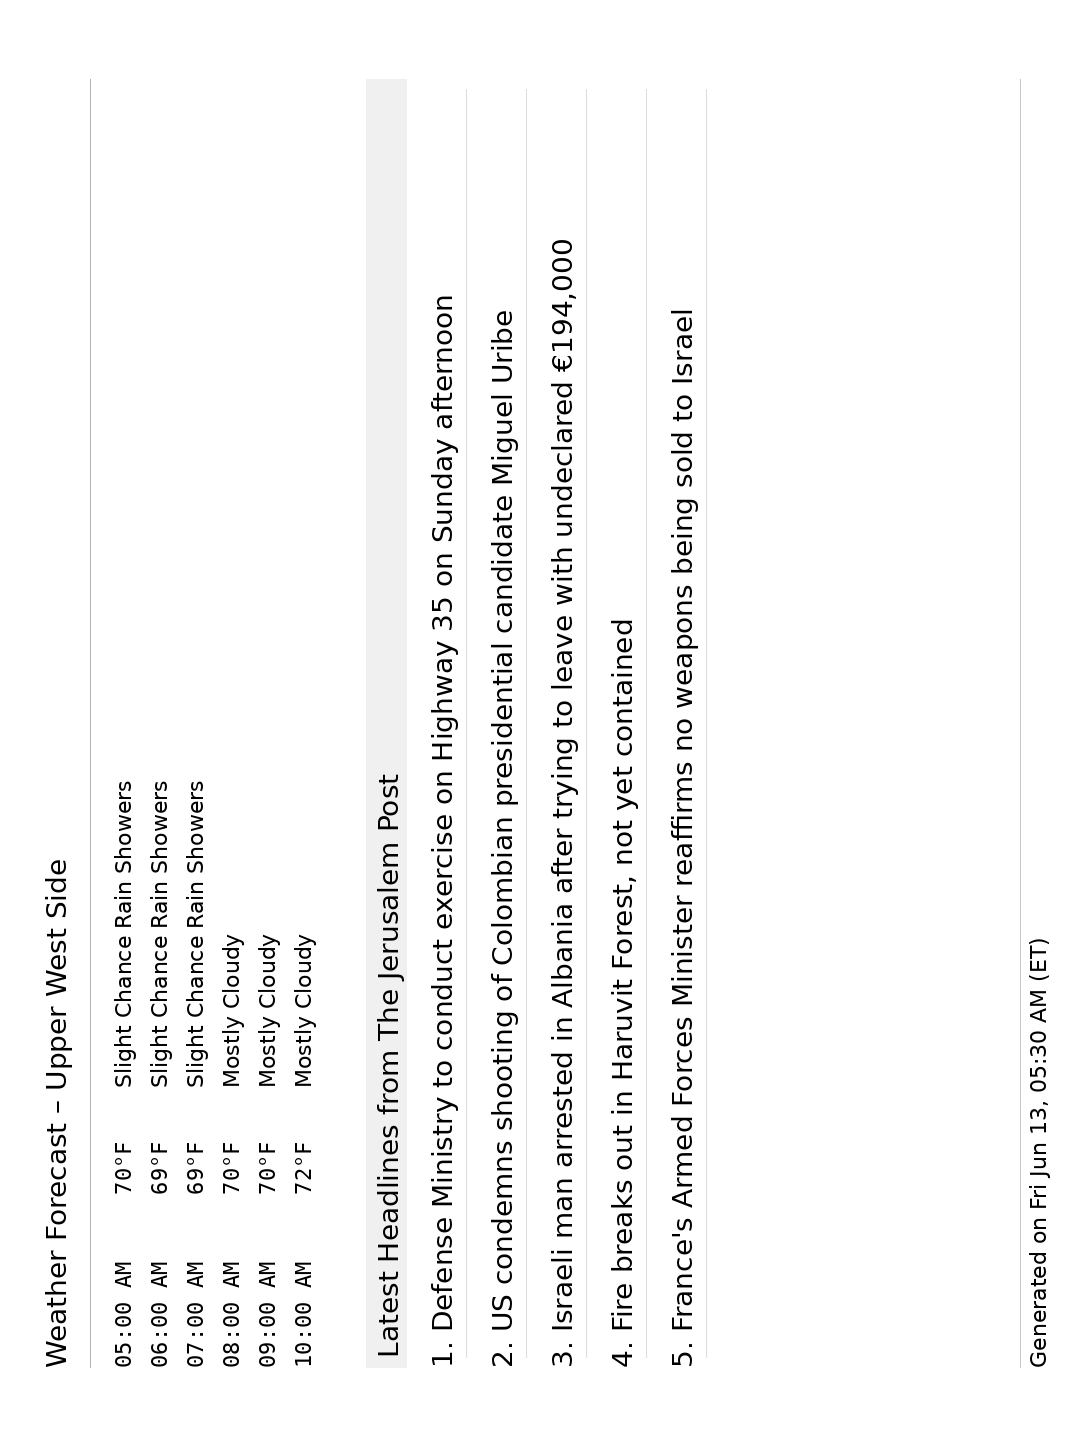 Weather Forecast – Upper West Side
05:00 AM 70°F Slight Chance Rain Showers
06:00 AM 69°F Slight Chance Rain Showers
07:00 AM 69°F Slight Chance Rain Showers
08:00 AM 70°F Mostly Cloudy
09:00 AM 70°F Mostly Cloudy
10:00 AM 72°F Mostly Cloudy
Latest Headlines from The Jerusalem Post
1. Defense Ministry to conduct exercise on Highway 35 on Sunday afternoon
2. US condemns shooting of Colombian presidential candidate Miguel Uribe
3. Israeli man arrested in Albania after trying to leave with undeclared €194,000
4. Fire breaks out in Haruvit Forest, not yet contained
5. France's Armed Forces Minister reaffirms no weapons being sold to Israel
Generated on Fri Jun 13, 05:30 AM (ET)